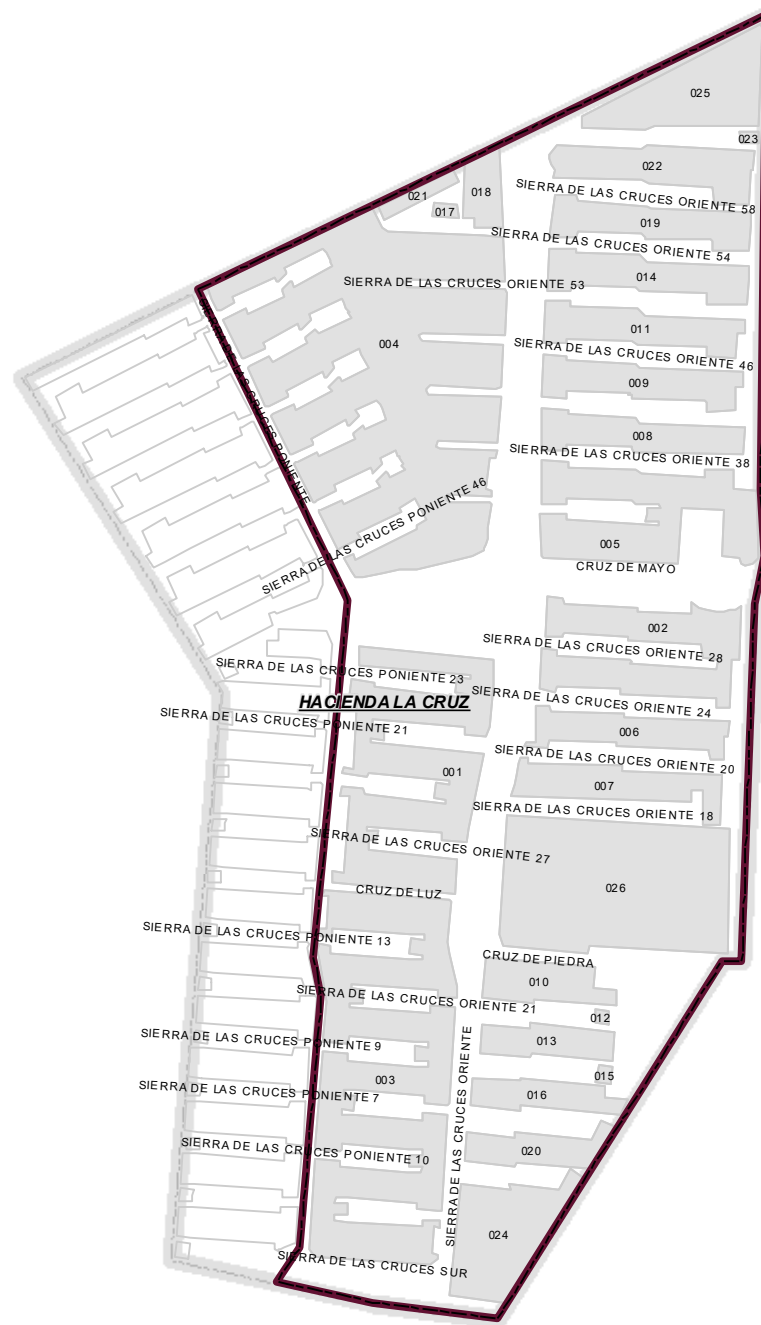 025
023
022
018
SIERRA DE LAS CRUCES ORIENTE 58
021
017
019
SIERRA DE LAS CRUCES ORIENTE 54
014
SIERRA DE LAS CRUCES ORIENTE 53
SIERRA DE LAS CRUCES PONIENTE
011
004
SIERRA DE LAS CRUCES ORIENTE 46
009
008
SIERRA DE LAS CRUCES ORIENTE 38
SIERRA DE LAS CRUCES PONIENTE 46
005
CRUZ DE MAYO
002
SIERRA DE LAS CRUCES ORIENTE 28
SIERRA DE LAS CRUCES PONIENTE 23
HACIENDA LA CRUZ
SIERRA DE LAS CRUCES ORIENTE 24
SIERRA DE LAS CRUCES PONIENTE 21
006
SIERRA DE LAS CRUCES ORIENTE 20
001
007
SIERRA DE LAS CRUCES ORIENTE 18
SIERRA DE LAS CRUCES ORIENTE 27
CRUZ DE LUZ
026
SIERRA DE LAS CRUCES PONIENTE 13
CRUZ DE PIEDRA
010
SIERRA DE LAS CRUCES ORIENTE 21
012
SIERRA DE LAS CRUCES PONIENTE 9
013
003
015
SIERRA DE LAS CRUCES PONIENTE 7
016
SIERRA DE LAS CRUCES ORIENTE
SIERRA DE LAS CRUCES PONIENTE 10
020
024
SIERRA DE LAS CRUCES SUR